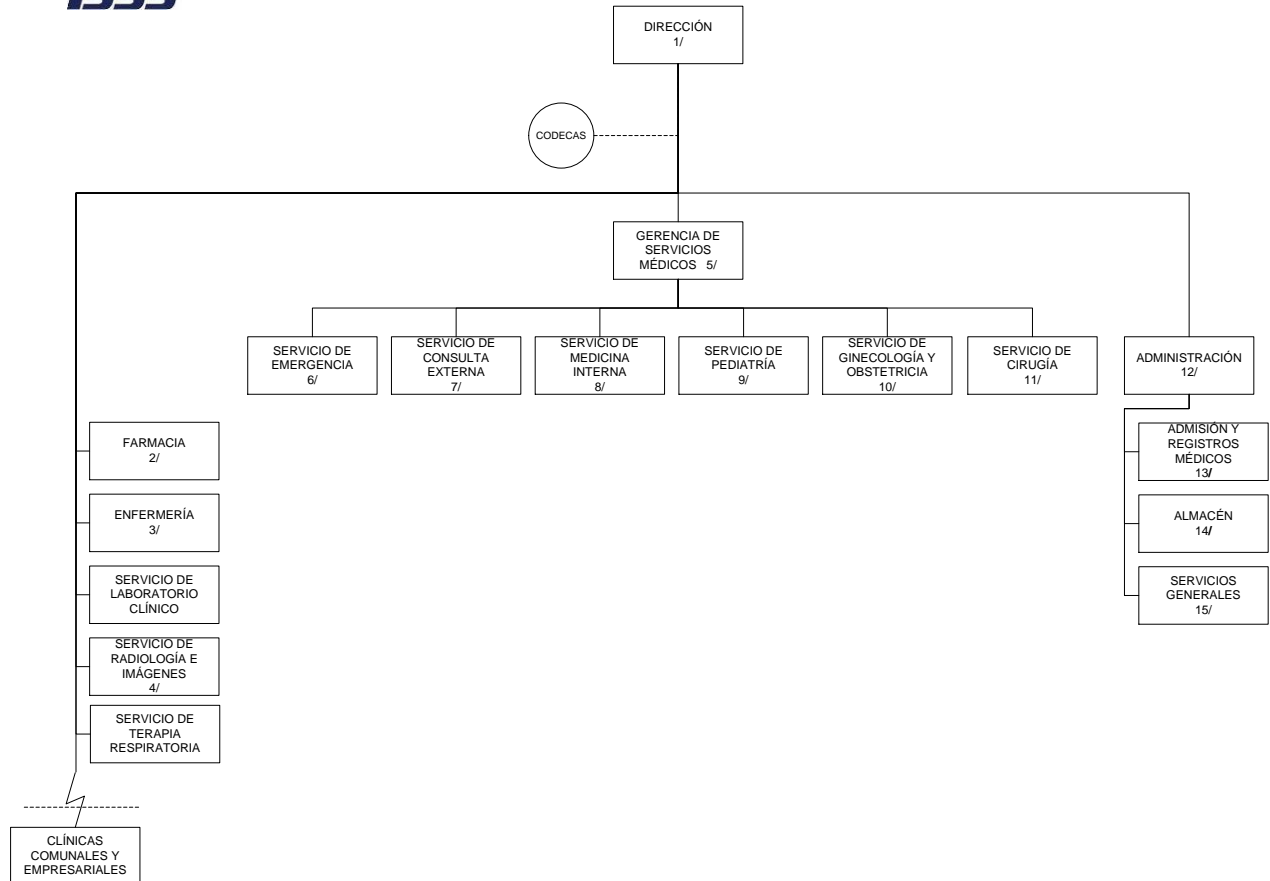 DIRECCIÓN
1/
CODECAS
GERENCIA DE
SERVICIOS
MÉDICOS 5/
SERVICIO DE
EMERGENCIA
6/
SERVICIO DE
CONSULTA
EXTERNA
7/
SERVICIO DE
MEDICINA
INTERNA
8/
SERVICIO DE
PEDIATRÍA
9/
SERVICIO DE
GINECOLOGÍA Y
OBSTETRICIA
10/
SERVICIO DE
CIRUGÍA
11/
ADMINISTRACIÓN
12/
FARMACIA
2/
ENFERMERÍA
3/
SERVICIO DE
LABORATORIO
CLÍNICO
SERVICIO DE
RADIOLOGÍA E
IMÁGENES
4/
SERVICIO DE
TERAPIA
RESPIRATORIA
ADMISIÓN Y
REGISTROS
MÉDICOS
13/
ALMACÉN
14/
SERVICIOS
GENERALES
15/
CLÍNICAS
COMUNALES Y
EMPRESARIALES